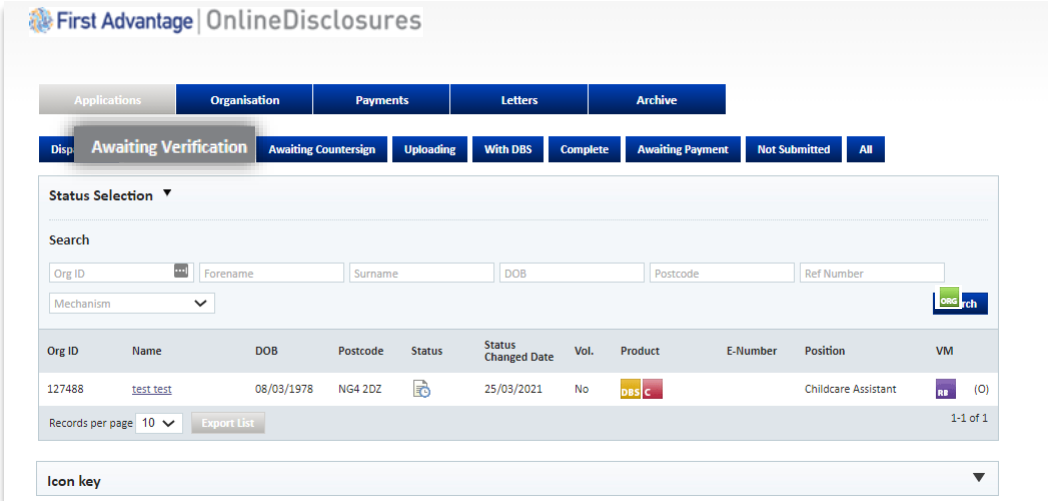 First Advantage | OnlineDisclosures
Applications Organisation Payments Letters Archive
Disp Awaiting Verification Awaiting Countersign Uploading With DBS Complete Awaiting Payment Not Submitted All
Status Selection
Search
Org ID Forename Surname DOB Postcode Ref Number
Mechanism ORG rch
Org ID Name DOB Postcode Status Status Changed Date Vol. Product E-Number Position VM
127488 test test 08/03/1978 NG4 2DZ 25/03/2021 No DBS C Childcare Assistant RB (O)
Records per page 10 Export List 1-1 of 1
Icon key